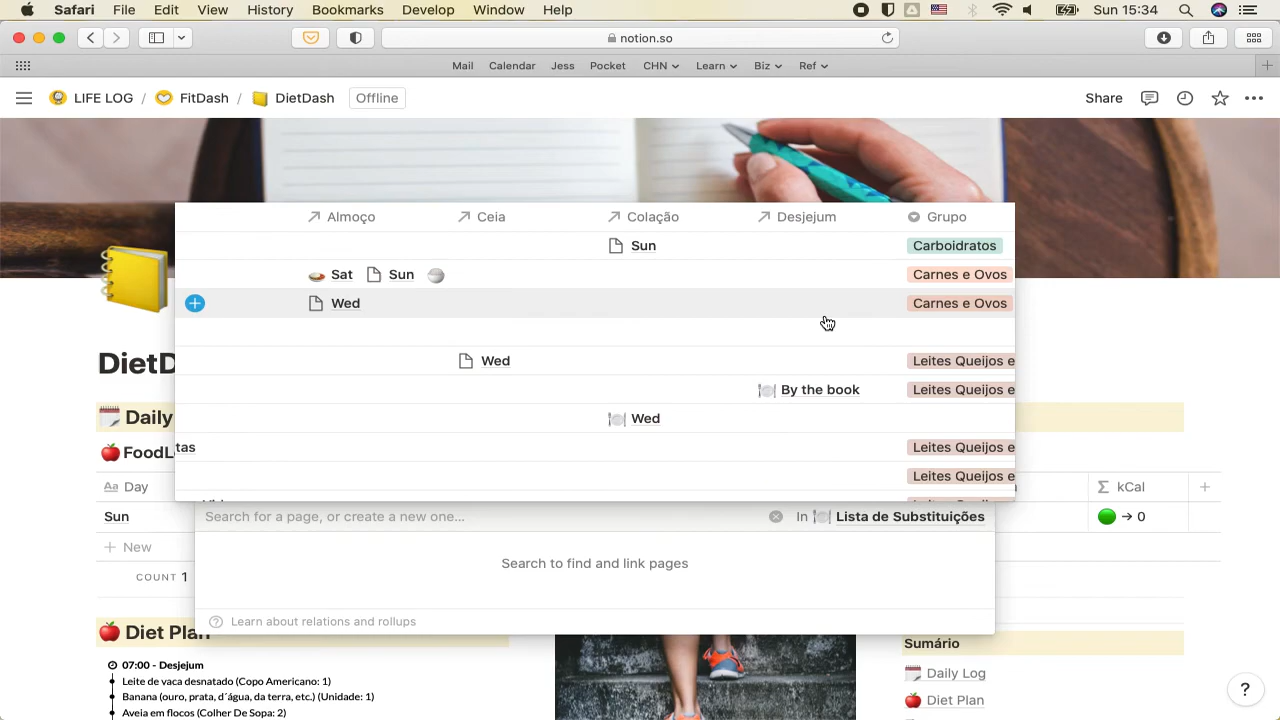 Safari File Edit View History Bookmarks Develop Window Help Sun 15:34
notion.so
Mail Calendar Jess Pocket CHN Learn Biz Ref
LIFE LOG / FitDash / DietDash Offline Share
Almoço Ceia Colação Desjejum Grupo
Sun Carboidratos
Sat Sun Carnes e Ovos
Wed Carnes e Ovos
DietD
Wed Leites Queijos e
By the book Leites Queijos e
Daily Wed
tas Leites Queijos e
FoodL
Leites Queijos e
Aa Day Σ kCal +
Sun Search for a page, or create a new one... In Lista de Substituições → 0
+ New
Search to find and link pages
COUNT 1
Learn about relations and rollups
Diet Plan
Sumário
07:00 - Desjejum
Leite de vaca desnatado (Copo Americano: 1)
Banana (ouro, prata, d´água, da terra, etc.) (Unidade: 1)
Aveia em flocos (Colher De Sopa: 2)
Daily Log
Diet Plan
?